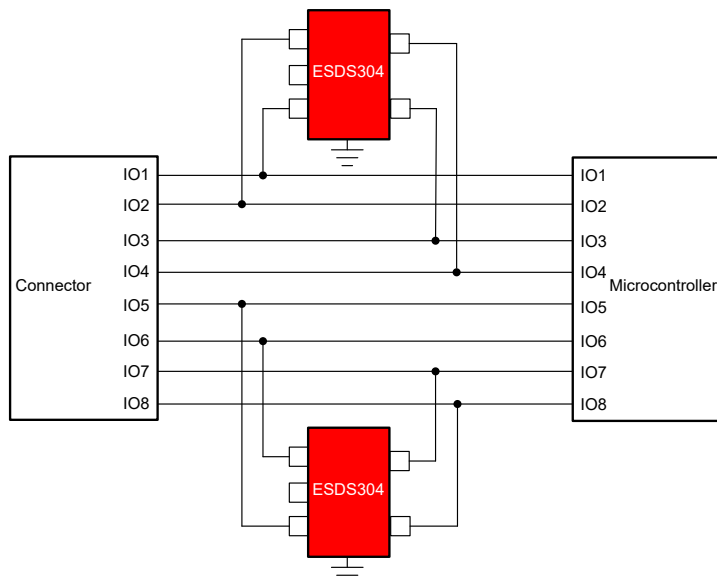 ESDS304
IO1
IO2
IO3
IO4
IO5
IO6
IO7
IO8
Connector
IO1
IO2
IO3
IO4
IO5
IO6
IO7
IO8
Microcontroller
ESDS304